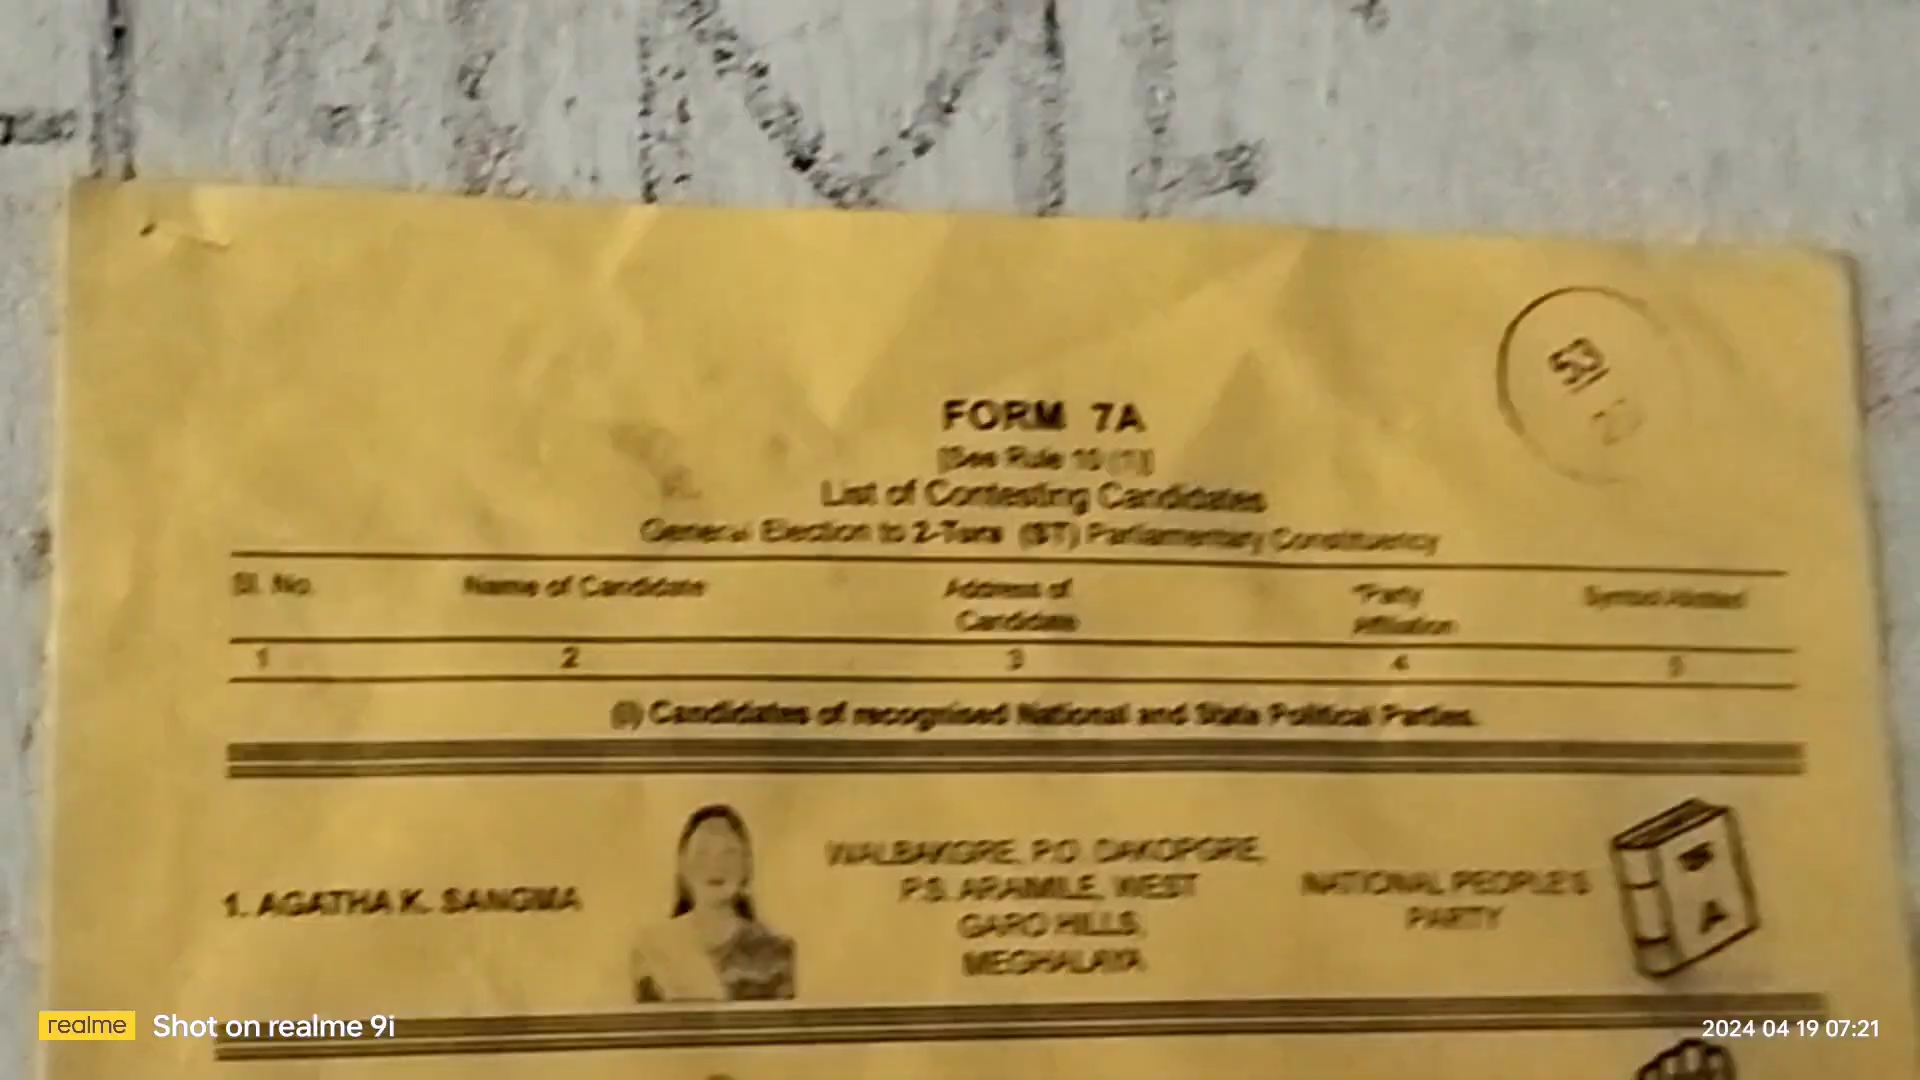 53
FORM 7A
[See Rule 10 (1)]
List of Contesting Candidates
General Election to 2-Tura (ST) Parliamentary Constituency
Sl. No. Name of Candidate Address of Candidate *Party Affiliation Symbol Allotted
1 2 3 4 5
(i) Candidates of recognised National and State Political Parties.
1. AGATHA K. SANGMA
WALBAKGRE, P.O. DAKOPGRE,
P.S. ARAIMILE, WEST
GARO HILLS,
MEGHALAYA
NATIONAL PEOPLE'S
PARTY
A
realme Shot on realme 9i
2024 04 19 07:21